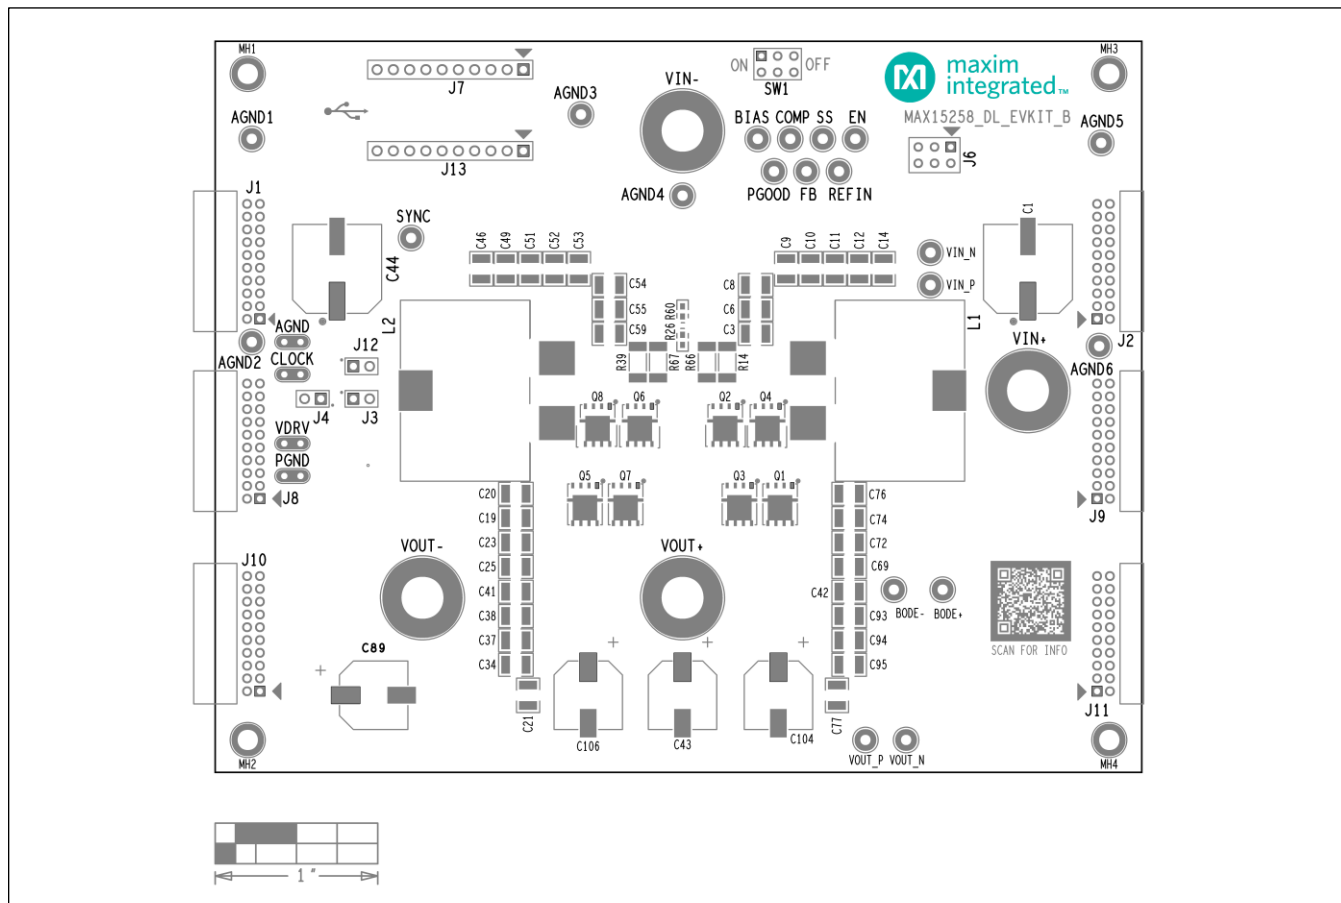 MH1
MH3
J7
AGND3
VIN-
ON
OFF
SW1
maxim
integrated™
MAX15258_DL_EVKIT_B
AGND1
BIAS COMP SS EN
AGND5
J13
J6
AGND4
PGOOD FB REFIN
J1
SYNC
C44
C46
C49
C51
C52
C53
C9
C10
C11
C12
C14
VIN_N
VIN_P
C1
C54
C55
C59
R60
R26
C8
C6
C3
L2
L1
AGND
AGND2
CLOCK
J12
R39
R67
R66
R14
VIN+
J2
AGND6
J4
J3
Q8
Q6
Q2
Q4
VDRV
PGND
J8
Q5
Q7
Q3
Q1
J9
C20
C19
C23
C25
C41
C38
C37
C34
C21
C76
C74
C72
C69
C42
C93
C94
C95
C77
VOUT-
VOUT+
J10
BODE-
BODE+
SCAN FOR INFO
C89
+
+
+
+
C106
C43
C104
J11
VOUT_P
VOUT_N
MH2
MH4
1"